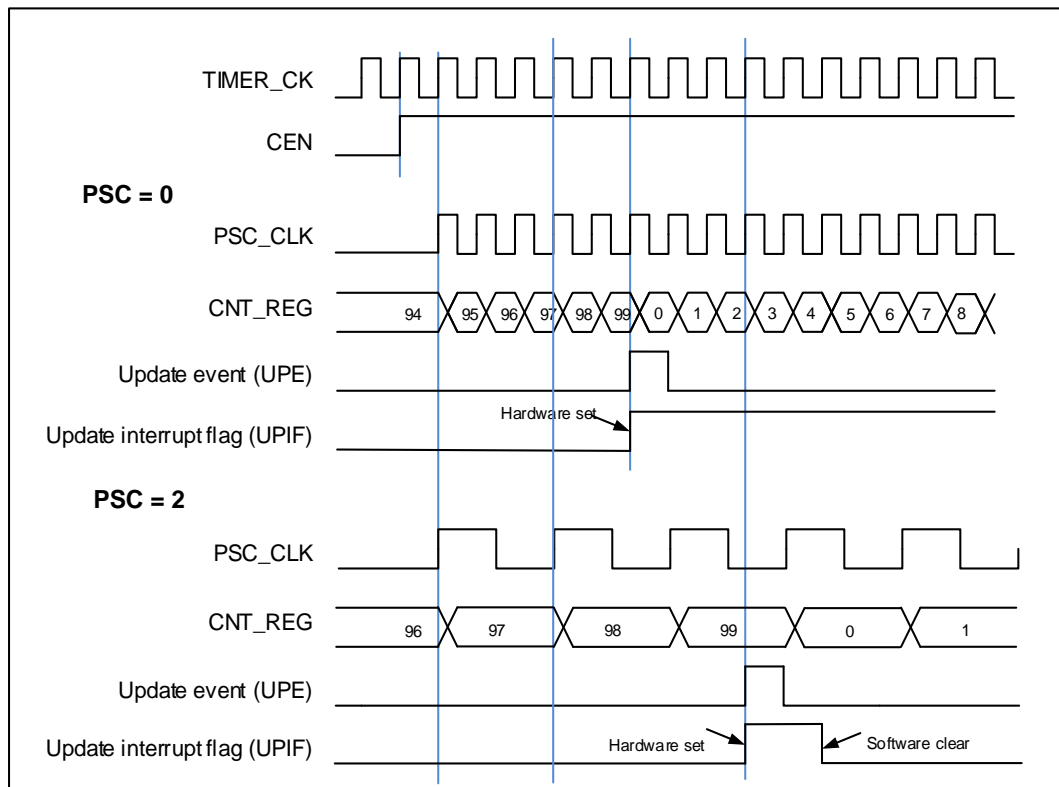 TIMER_CK
CEN
PSC = 0
PSC_CLK
CNT_REG 94 95 96 97 98 99 0 1 2 3 4 5 6 7 8
Update event (UPE)
Hardware set
Update interrupt flag (UPIF)
PSC = 2
PSC_CLK
CNT_REG 96 97 98 99 0 1
Update event (UPE)
Update interrupt flag (UPIF) Hardware set Software clear